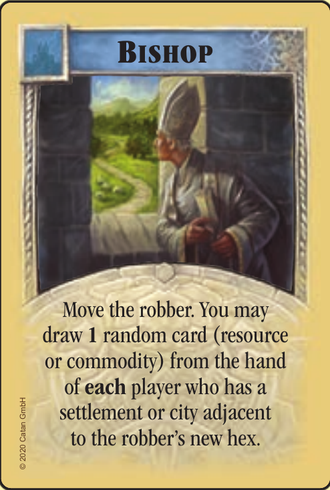 BISHOP
Move the robber. You may
draw 1 random card (resource
or commodity) from the hand
of each player who has a
settlement or city adjacent
to the robber's new hex.
© 2020 Catan GmbH